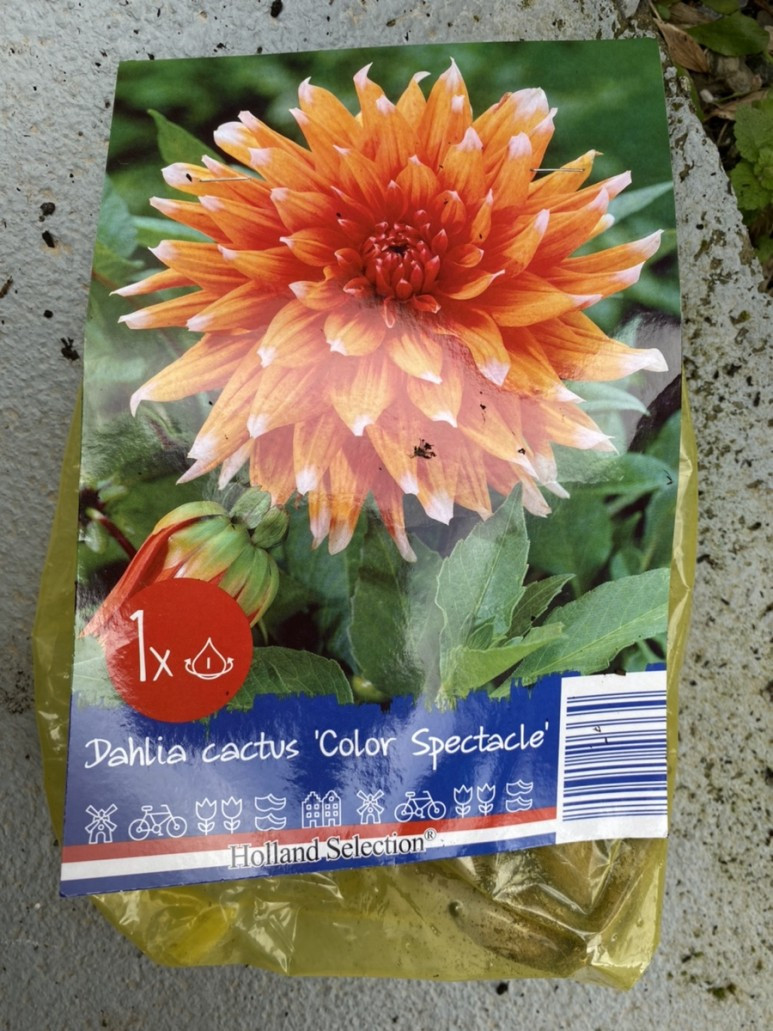 1x
Dahlia cactus 'Color Spectacle'
Holland Selection®